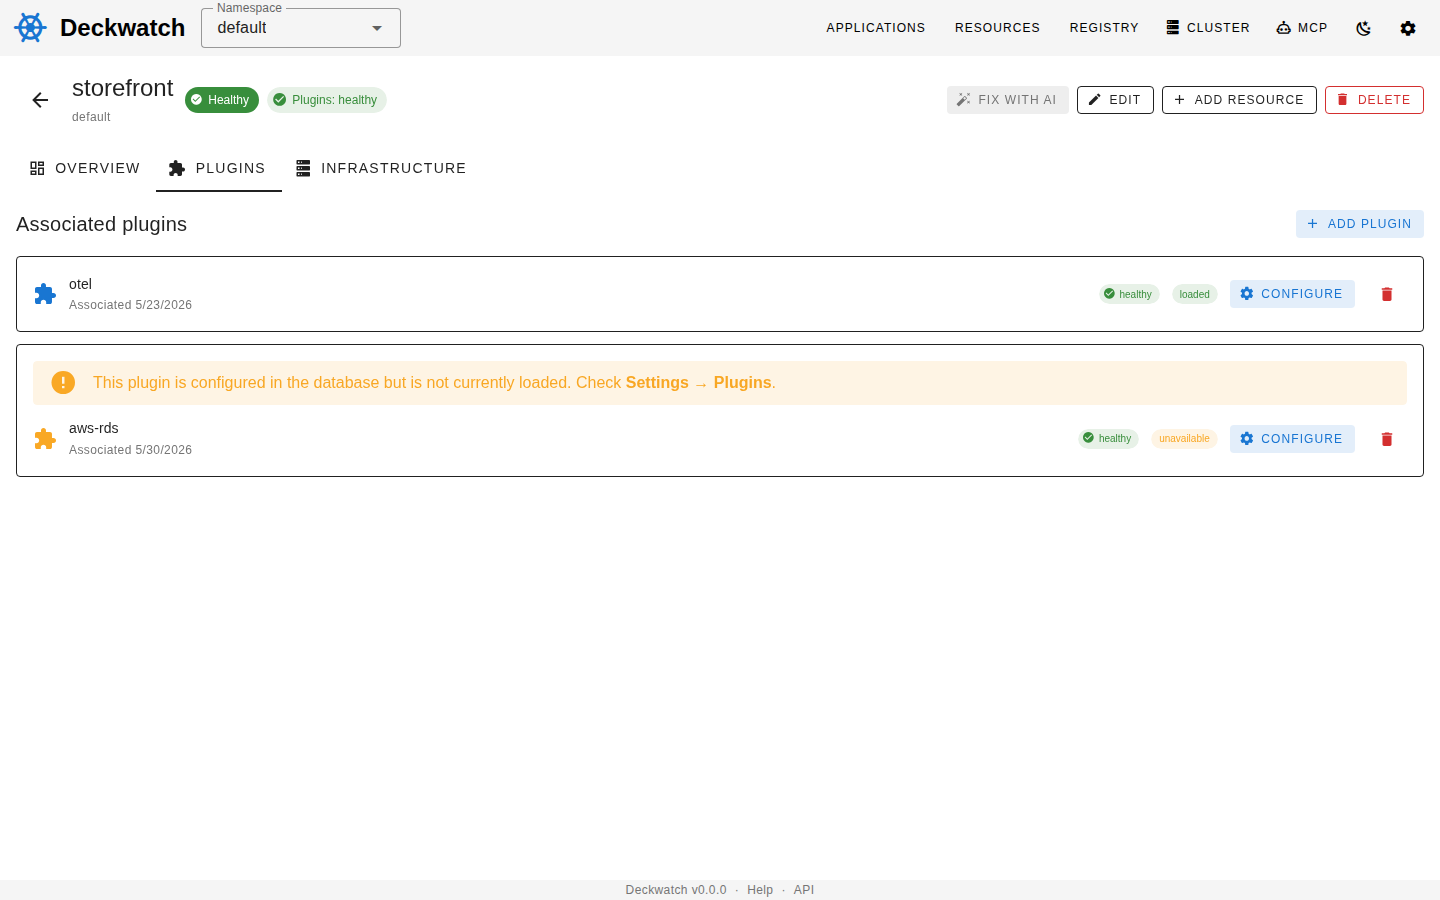 Deckwatch
Namespace
default
APPLICATIONS
RESOURCES
REGISTRY
CLUSTER
MCP
storefront
default
Healthy
Plugins: healthy
FIX WITH AI
EDIT
ADD RESOURCE
DELETE
OVERVIEW
PLUGINS
INFRASTRUCTURE
Associated plugins
ADD PLUGIN
otel
Associated 5/23/2026
healthy
loaded
CONFIGURE
This plugin is configured in the database but is not currently loaded. Check Settings → Plugins.
aws-rds
Associated 5/30/2026
healthy
unavailable
CONFIGURE
Deckwatch v0.0.0 · Help · API